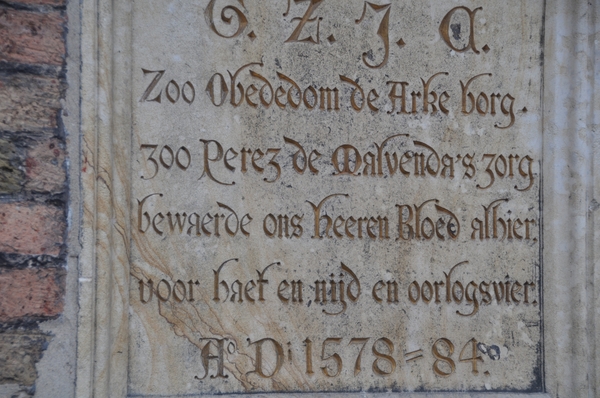 G. Z. J. C.
Zoo Obededom de Arke borg.
zoo Perez de Malvenda's zorg
bewaerde ons heeren Bloed alhier,
voor haet en nijd en oorlogsvier.
Aº Di 1578=84.